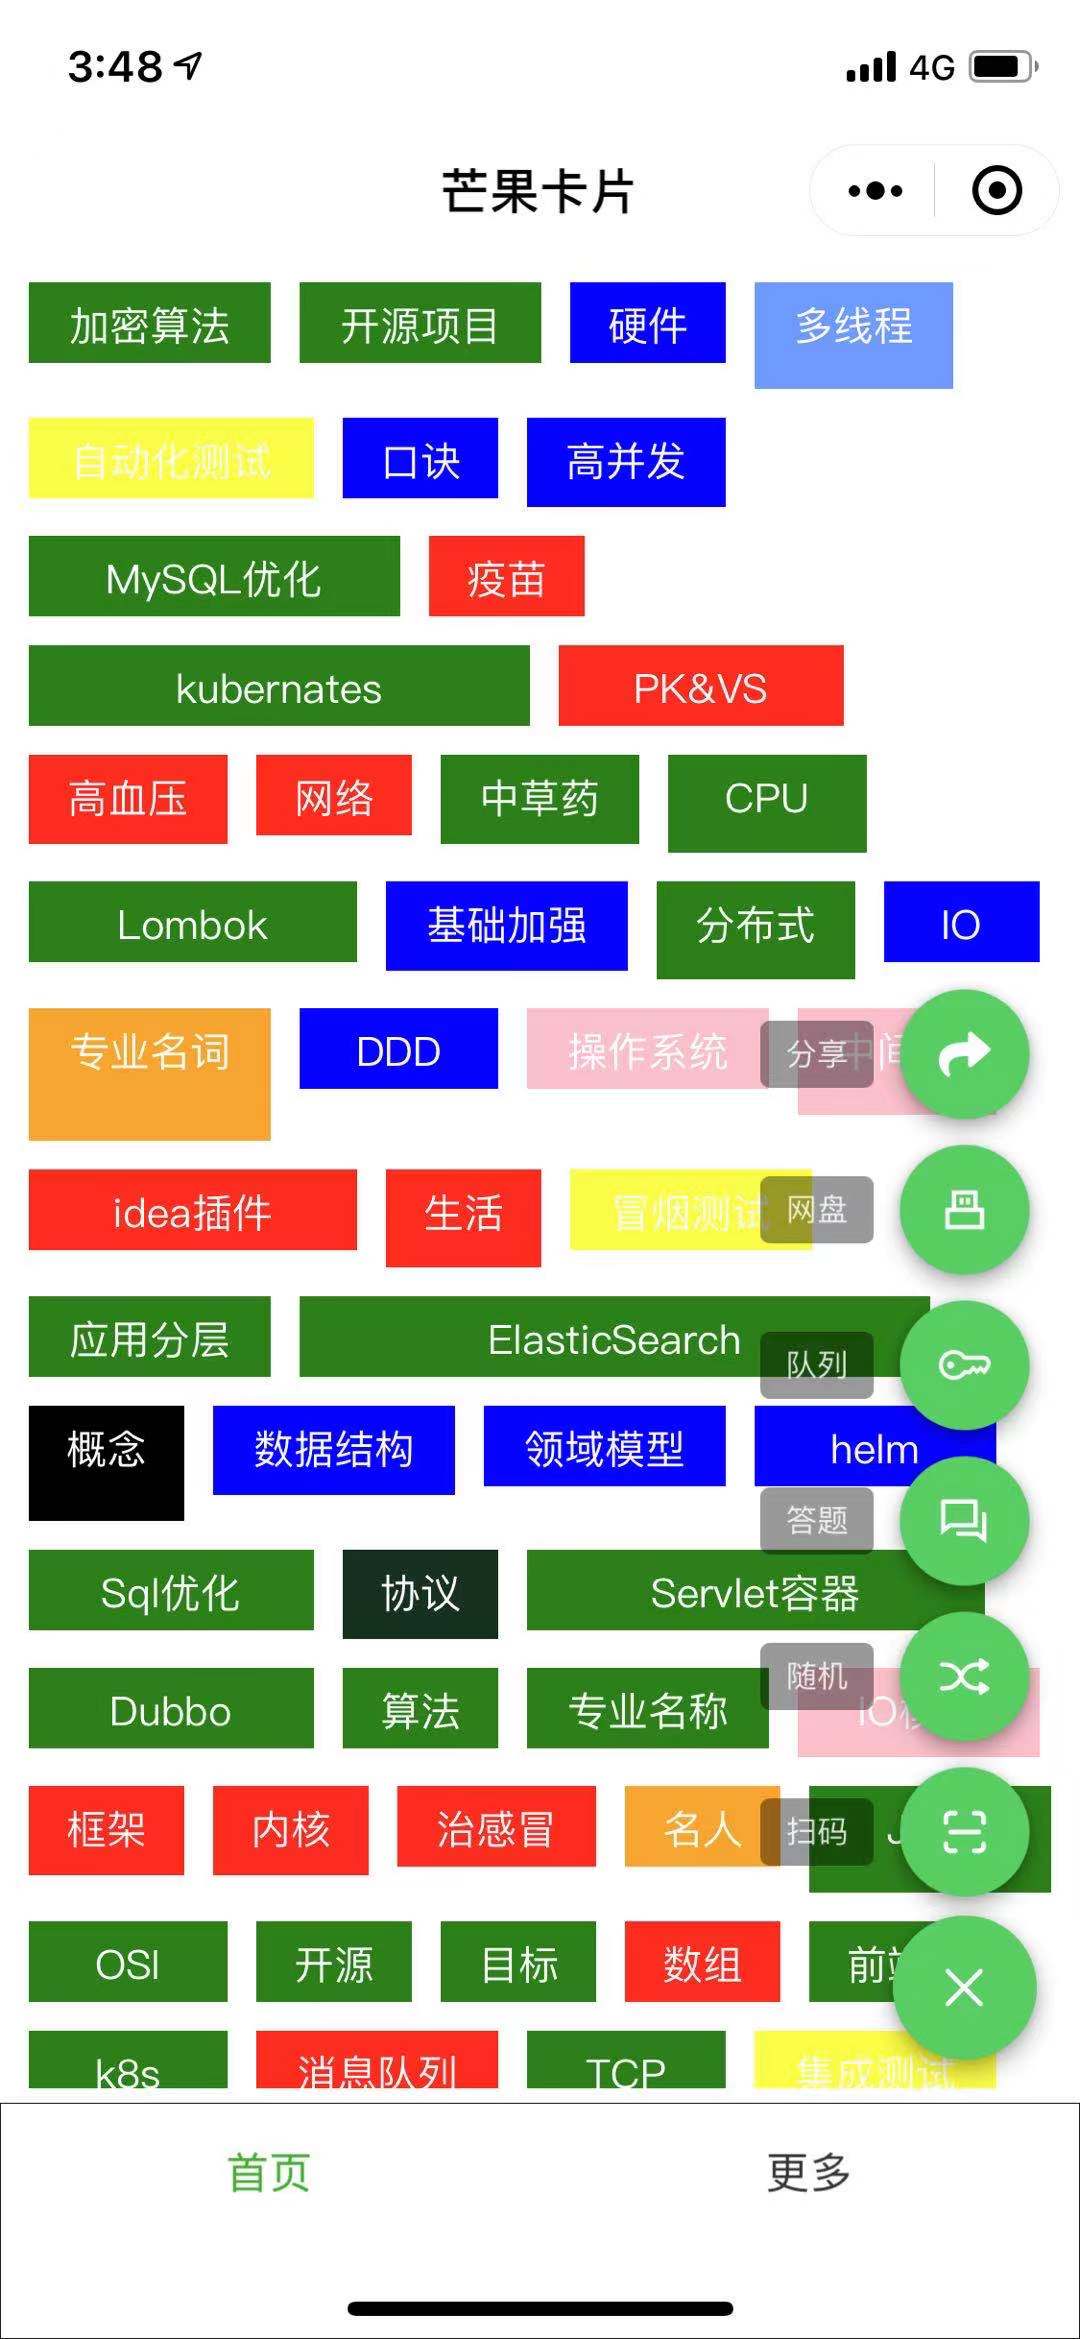 3:48 4G
芒果卡片
加密算法 开源项目 硬件 多线程
自动化测试 口诀 高并发
MySQL优化 疫苗
kubernates PK&VS
高血压 网络 中草药 CPU
Lombok 基础加强 分布式 IO
专业名词 DDD 操作系统 分享 中间
idea插件 生活 冒烟测试 网盘
应用分层 ElasticSearch
队列
概念 数据结构 领域模型 helm
答题
Sql优化 协议 Servlet容器
随机
Dubbo 算法 专业名称 IO
框架 内核 治感冒 名人 扫码 J
OSI 开源 目标 数组 前
k8s 消息队列 TCP 集成测试
首页 更多